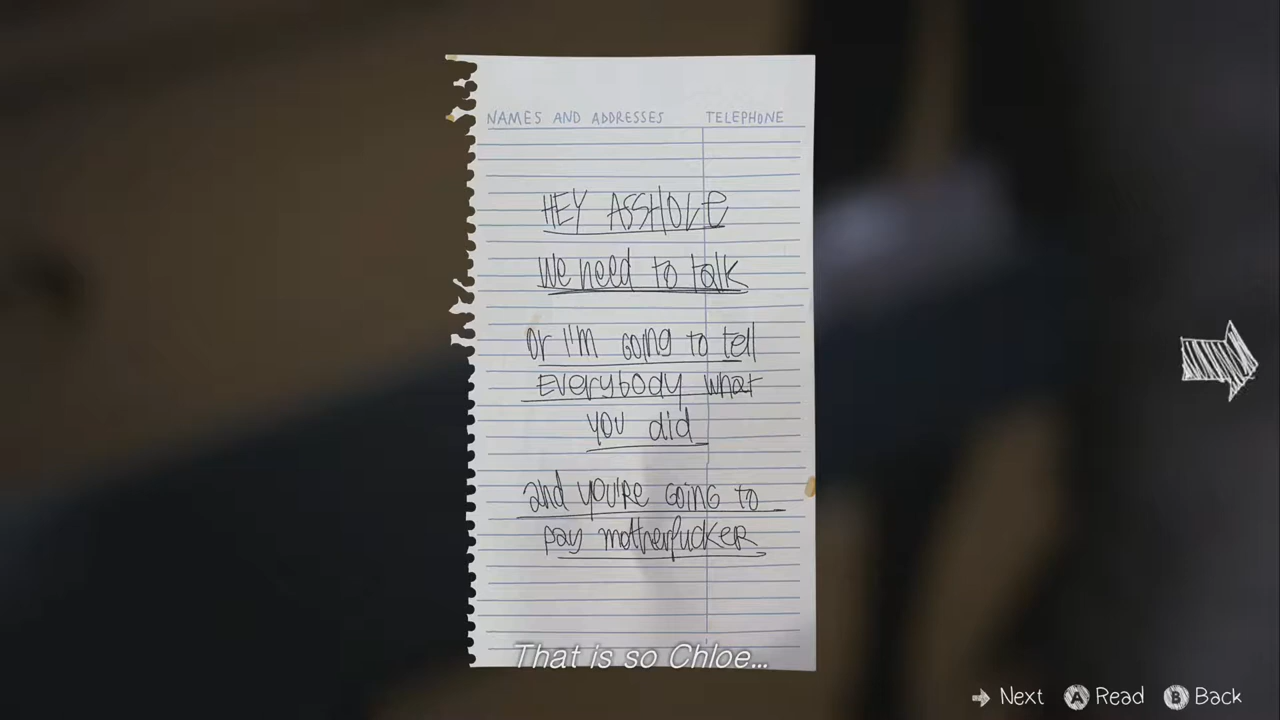 NAMES AND ADDRESSES TELEPHONE
HEY ASSHOLE
We need to talk
Or I'm going to tell
Everybody what
you did
and you're going to
pay motherfucker
That is so Chloe...
Next A Read B Back